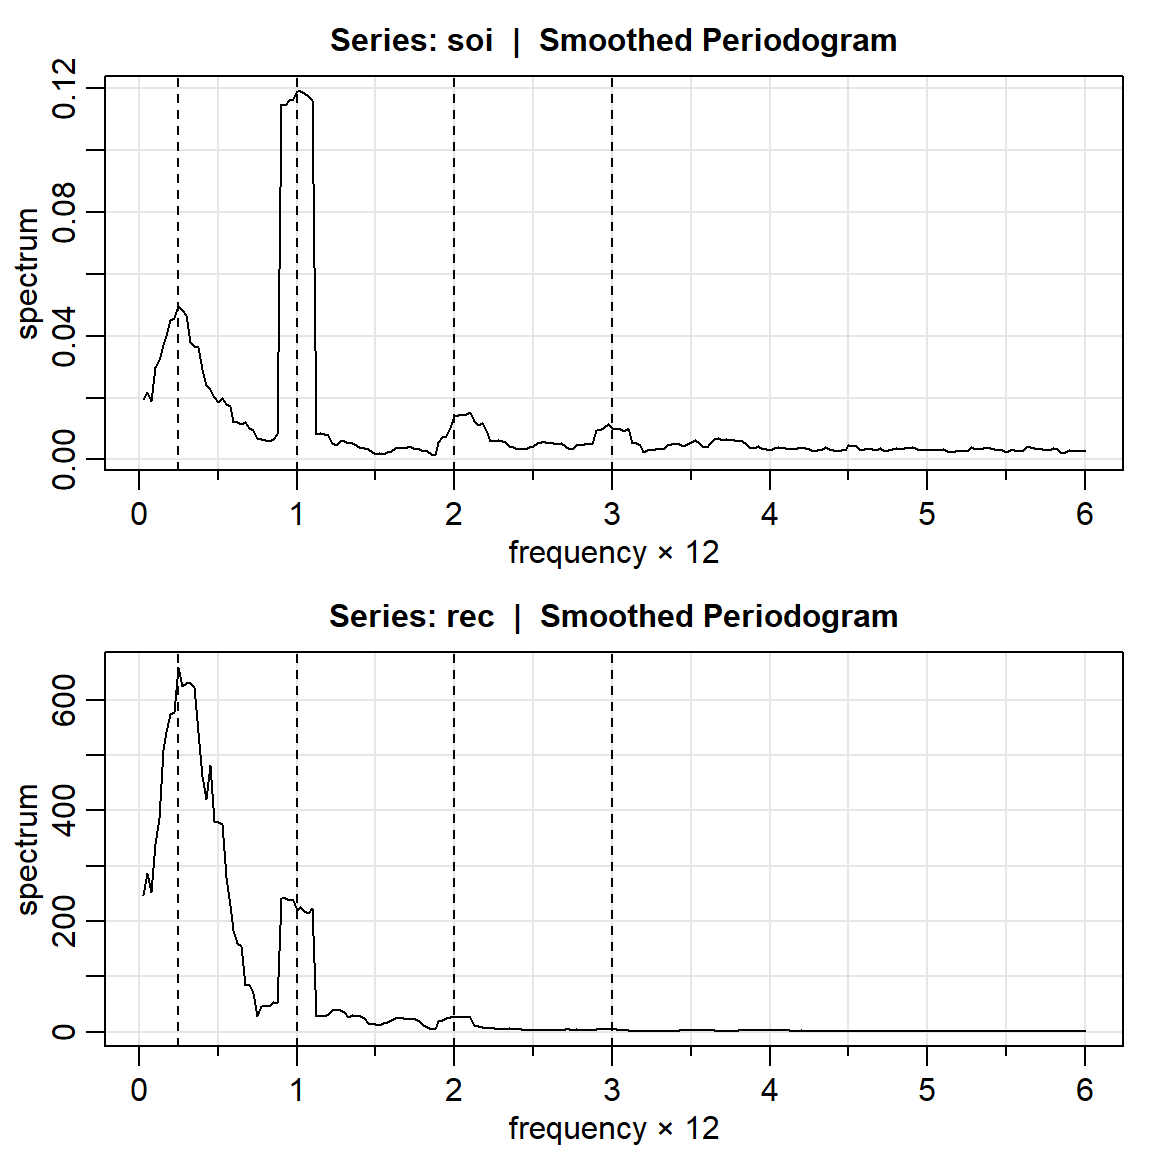 Series: soi | Smoothed Periodogram
0.12
0.08
0.04
0.00
spectrum
0 1 2 3 4 5 6
frequency × 12
Series: rec | Smoothed Periodogram
600
400
200
0
spectrum
0 1 2 3 4 5 6
frequency × 12